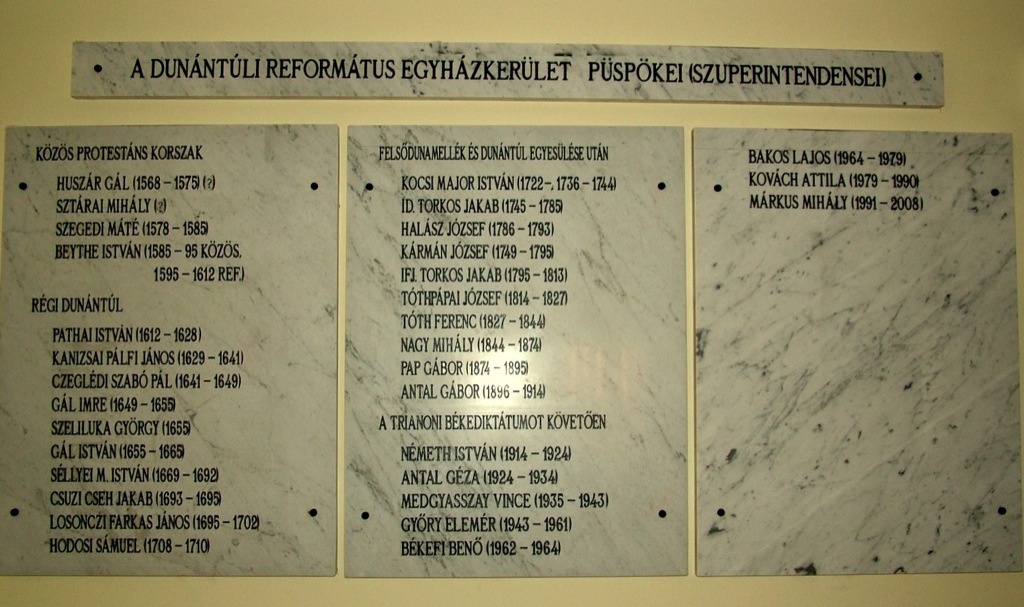 A DUNÁNTÚLI REFORMÁTUS EGYHÁZKERÜLET PÜSPÖKEI (SZUPERINTENDENSEI)
KÖZÖS PROTESTÁNS KORSZAK
HUSZÁR GÁL (1568 – 1575) (?)
SZTÁRAI MIHÁLY (?)
SZEGEDI MÁTÉ (1578 – 1585)
BEYTHE ISTVÁN (1585 – 95 KÖZÖS,
1595 – 1612 REF.)
RÉGI DUNÁNTÚL
PATHAI ISTVÁN (1612 – 1628)
KANIZSAI PÁLFI JÁNOS (1629 – 1641)
CZEGLÉDI SZABÓ PÁL (1641 – 1649)
GÁL IMRE (1649 – 1655)
SZELILUKA GYÖRGY (1655)
GÁL ISTVÁN (1655 – 1665)
SÉLLYEI M. ISTVÁN (1669 – 1692)
CSUZI CSEH JAKAB (1693 – 1695)
LOSONCZI FARKAS JÁNOS (1695 – 1702)
HODOSI SÁMUEL (1708 – 1710)
FELSŐDUNAMELLÉK ÉS DUNÁNTÚL EGYESÜLÉSE UTÁN
KOCSI MAJOR ISTVÁN (1722–, 1736 – 1744)
ID. TORKOS JAKAB (1745 – 1785)
HALÁSZ JÓZSEF (1786 – 1793)
KÁRMÁN JÓZSEF (1749 – 1795)
IFJ. TORKOS JAKAB (1795 – 1813)
TÓTHPÁPAI JÓZSEF (1814 – 1827)
TÓTH FERENC (1827 – 1844)
NAGY MIHÁLY (1844 – 1874)
PAP GÁBOR (1874 – 1895)
ANTAL GÁBOR (1896 – 1914)
A TRIANONI BÉKEDIKTÁTUMOT KÖVETŐEN
NÉMETH ISTVÁN (1914 – 1924)
ANTAL GÉZA (1924 – 1934)
MEDGYASSZAY VINCE (1935 – 1943)
GYŐRY ELEMÉR (1943 – 1961)
BÉKEFI BENŐ (1962 – 1964)
BAKOS LAJOS (1964 – 1979)
KOVÁCH ATTILA (1979 – 1990)
MÁRKUS MIHÁLY (1991 – 2008)